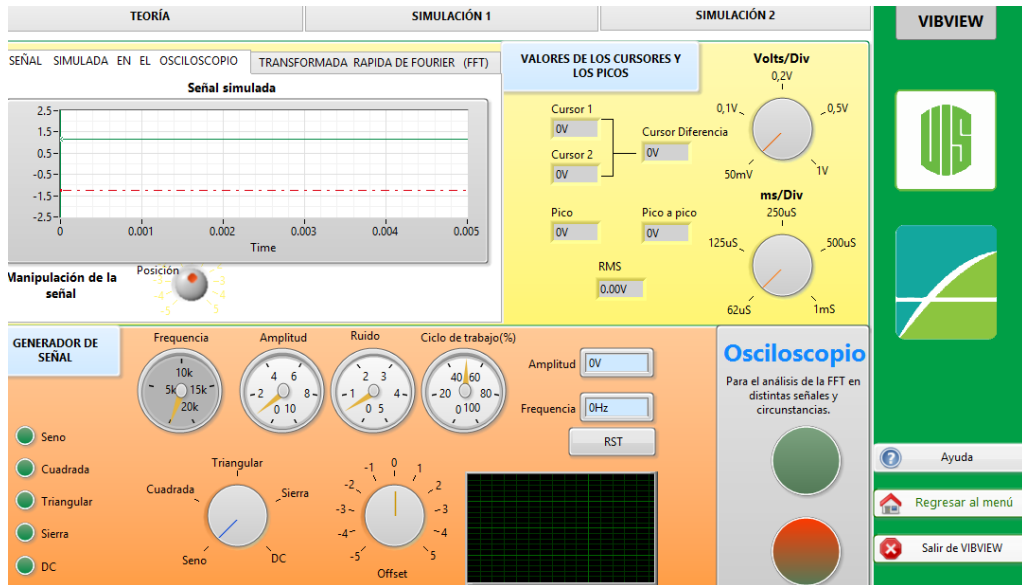 TEORÍA
SIMULACIÓN 1
SIMULACIÓN 2
VIBVIEW
SEÑAL SIMULADA EN EL OSCILOSCOPIO
TRANSFORMADA RAPIDA DE FOURIER (FFT)
Señal simulada
2.5
1.5
0.5
-0.5
-1.5
-2.5
0
0.001
0.002
0.003
0.004
0.005
Time
Manipulación de la
señal
Posición
-3
3
-4
4
-5
5
VALORES DE LOS CURSORES Y
LOS PICOS
Cursor 1
0V
Cursor 2
0V
Cursor Diferencia
0V
Pico
0V
Pico a pico
0V
RMS
0.00V
Volts/Div
0,2V
0,1V
0,5V
50mV
1V
ms/Div
250uS
125uS
500uS
62uS
1mS
UIS
GENERADOR DE
SEÑAL
Frequencia
10k
5k 15k
20k
Amplitud
4 6
2 8
0 10
Ruido
2 3
1 4
0 5
Ciclo de trabajo(%)
40 60
20 80
0 100
Amplitud
0V
Frequencia
0Hz
RST
Seno
Cuadrada
Triangular
Sierra
DC
Triangular
Cuadrada
Sierra
Seno
DC
-1 0 1
-2 2
-3 3
-4 4
-5 5
Offset
Osciloscopio
Para el análisis de la FFT en
distintas señales y
circunstancias.
Ayuda
Regresar al menú
Salir de VIBVIEW